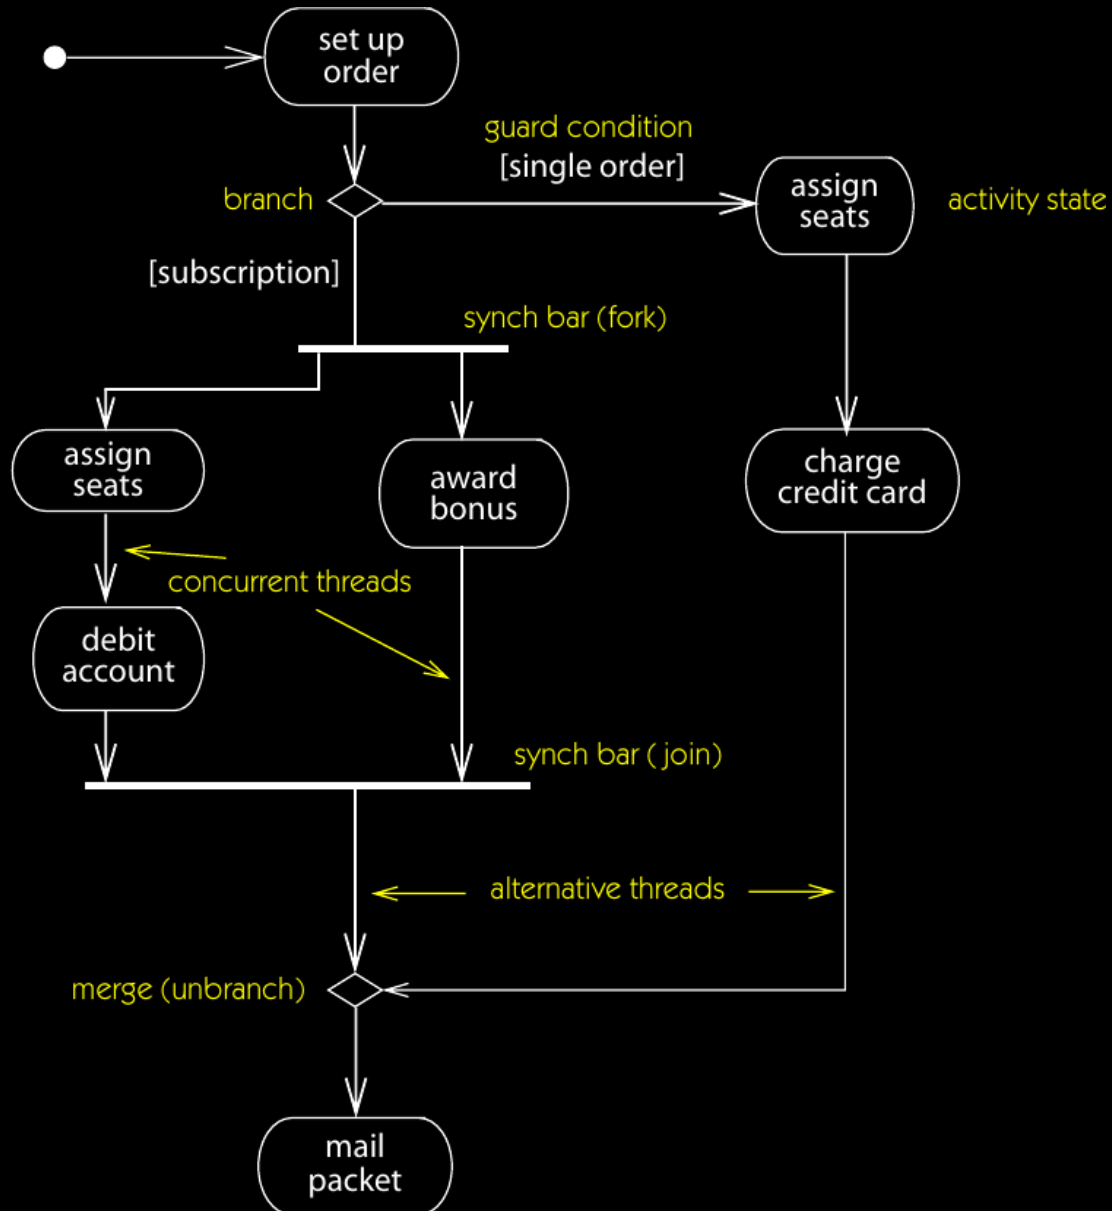 set up
order
guard condition
[single order]
branch
assign
seats
activity state
[subscription]
synch bar (fork)
assign
seats
award
bonus
charge
credit card
concurrent threads
debit
account
synch bar (join)
alternative threads
merge (unbranch)
mail
packet